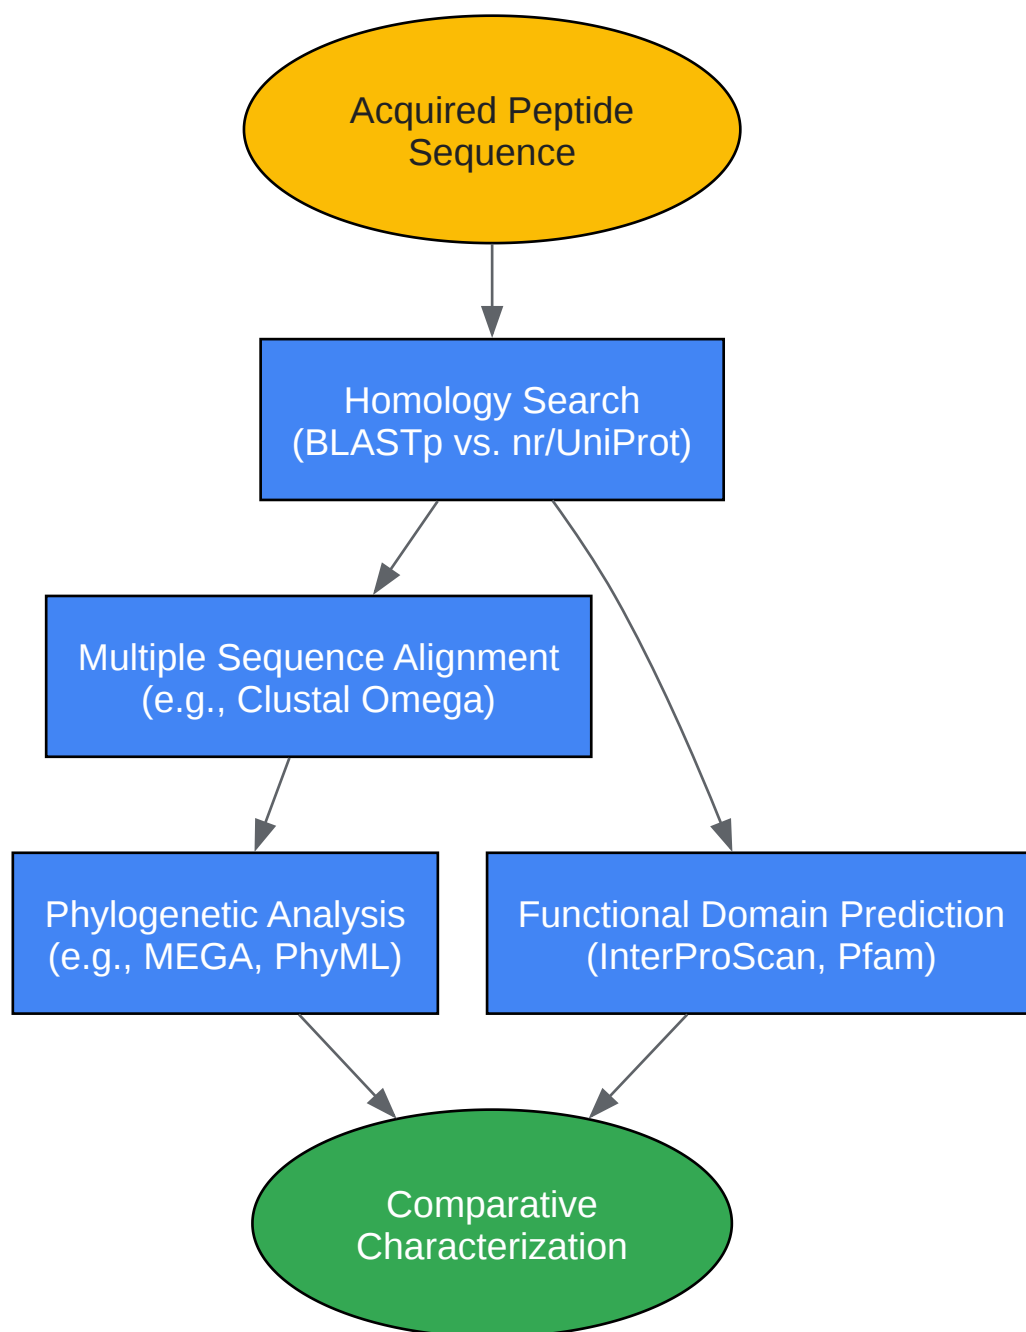 Acquired Peptide
Sequence
Homology Search
(BLASTp vs. nr/UniProt)
Multiple Sequence Alignment
(e.g., Clustal Omega)
Phylogenetic Analysis
(e.g., MEGA, PhyML)
Functional Domain Prediction
(InterProScan, Pfam)
Comparative
Characterization